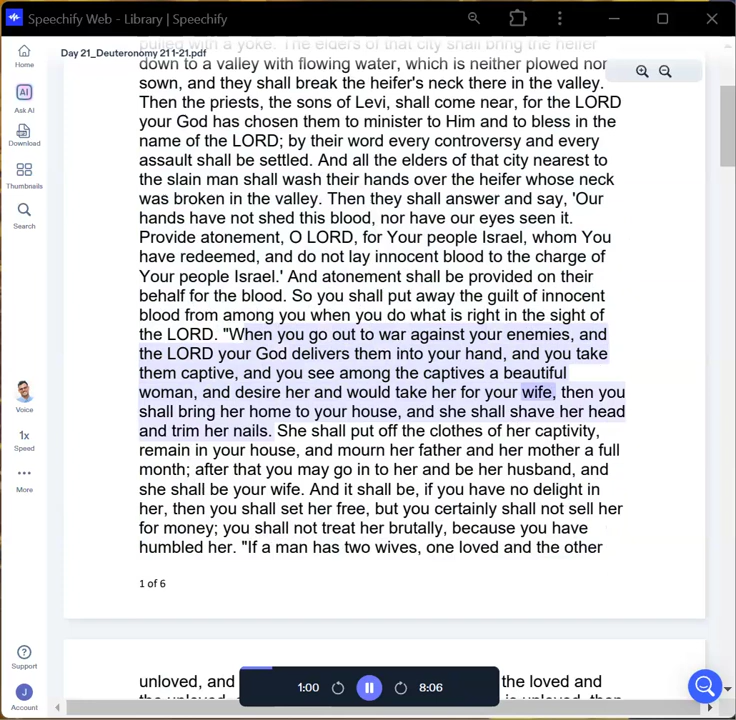 Speechify Web - Library | Speechify
Day 21_Deuteronomy 211-21.pdf
Home
Ask AI
Download
Thumbnails
Search
Voice
1x
Speed
More
Support
J
Account
pulled with a yoke. The elders of that city shall bring the heifer
down to a valley with flowing water, which is neither plowed nor
sown, and they shall break the heifer's neck there in the valley.
Then the priests, the sons of Levi, shall come near, for the LORD
your God has chosen them to minister to Him and to bless in the
name of the LORD; by their word every controversy and every
assault shall be settled. And all the elders of that city nearest to
the slain man shall wash their hands over the heifer whose neck
was broken in the valley. Then they shall answer and say, 'Our
hands have not shed this blood, nor have our eyes seen it.
Provide atonement, O LORD, for Your people Israel, whom You
have redeemed, and do not lay innocent blood to the charge of
Your people Israel.' And atonement shall be provided on their
behalf for the blood. So you shall put away the guilt of innocent
blood from among you when you do what is right in the sight of
the LORD. "When you go out to war against your enemies, and
the LORD your God delivers them into your hand, and you take
them captive, and you see among the captives a beautiful
woman, and desire her and would take her for your wife, then you
shall bring her home to your house, and she shall shave her head
and trim her nails. She shall put off the clothes of her captivity,
remain in your house, and mourn her father and her mother a full
month; after that you may go in to her and be her husband, and
she shall be your wife. And it shall be, if you have no delight in
her, then you shall set her free, but you certainly shall not sell her
for money; you shall not treat her brutally, because you have
humbled her. "If a man has two wives, one loved and the other
1 of 6
unloved, and the loved and
1:00
8:06